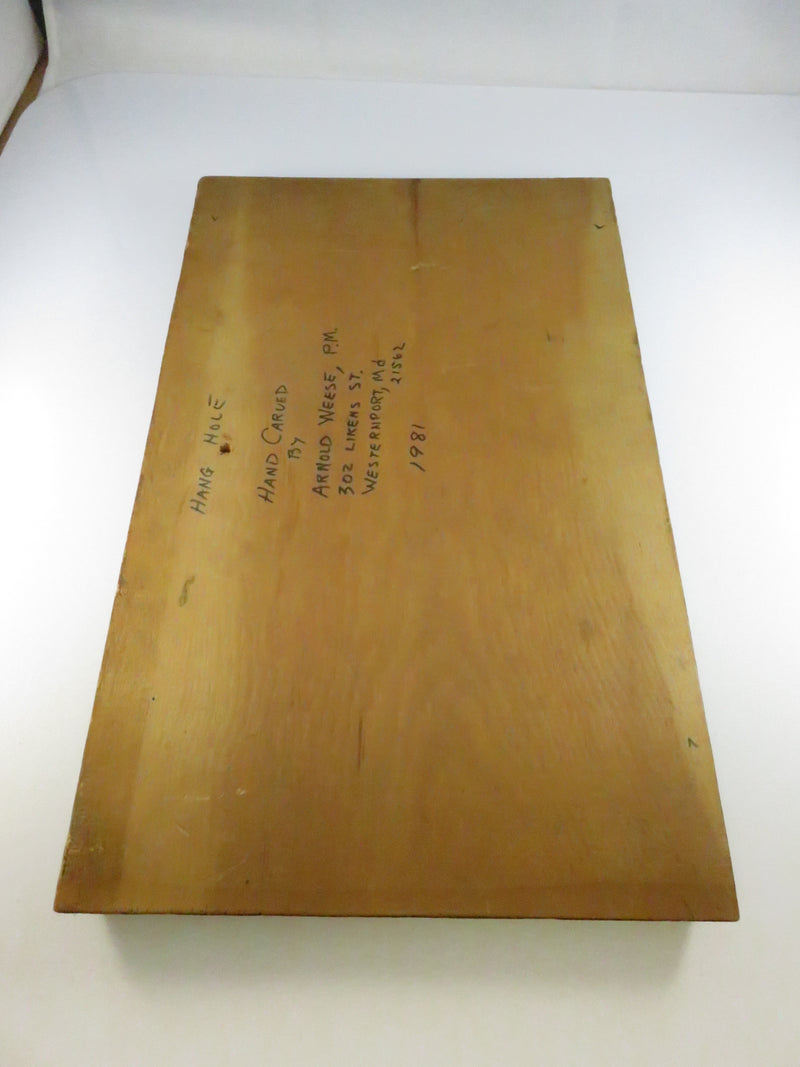 HANG HOLE
HAND CARVED
BY
ARNOLD WEESE, P.M.
302 LIKENS ST.
WESTERNPORT, Md
21562
1981